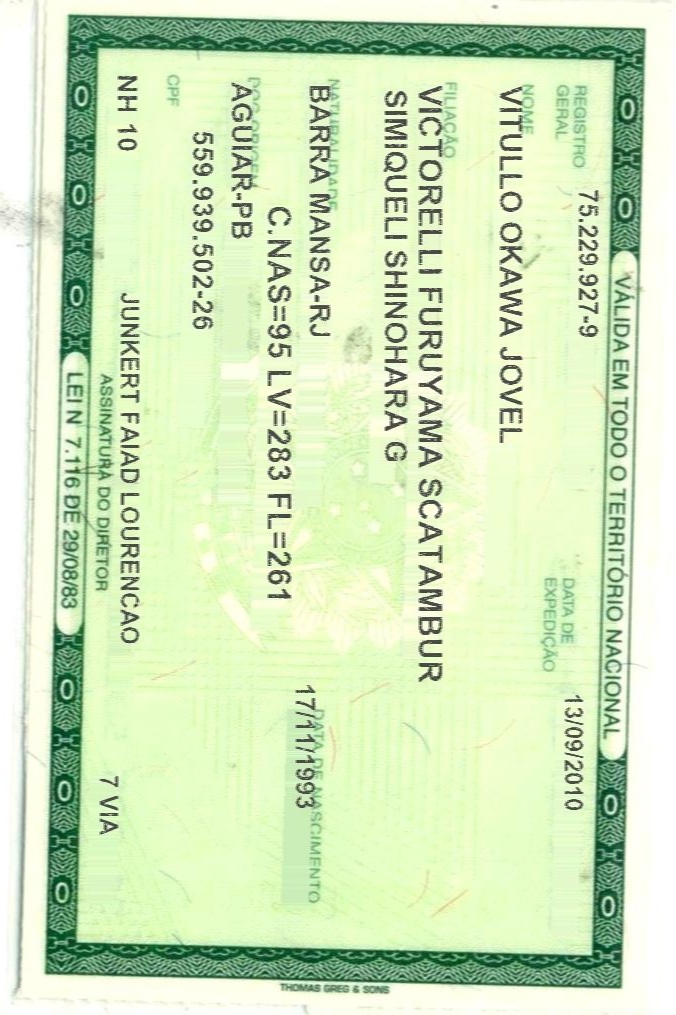 VÁLIDA EM TODO O TERRITÓRIO NACIONAL
REGISTRO GERAL 75.229.927-9 DATA DE EXPEDIÇÃO 13/09/2010
NOME
VITULLO OKAWA JOVEL
FILIAÇÃO
VICTORELLI FURUYAMA SCATAMBUR
SIMIQUELI SHINOHARA G
NATURALIDADE DATA DE NASCIMENTO
BARRA MANSA-RJ 17/11/1993
DOC ORIGEM C.NAS=95 LV=283 FL=261
AGUIAR-PB
CPF 559.939.502-26
NH 10 JUNKERT FAIAD LOURENCAO 7 VIA
ASSINATURA DO DIRETOR
LEI N 7.116 DE 29/08/83
THOMAS GREG & SONS